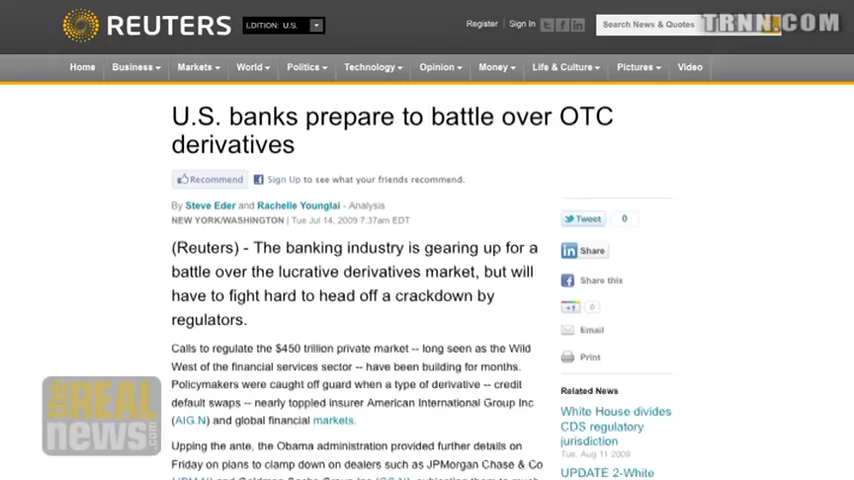 REUTERS
EDITION: U.S.
Register
Sign In
Search News & Quotes
TRNN.COM
Home Business Markets World Politics Technology Opinion Money Life & Culture Pictures Video
U.S. banks prepare to battle over OTC
derivatives
Recommend
Sign Up to see what your friends recommend.
By Steve Eder and Rachelle Younglai - Analysis
NEW YORK/WASHINGTON | Tue Jul 14, 2009 7:37am EDT
(Reuters) - The banking industry is gearing up for a
battle over the lucrative derivatives market, but will
have to fight hard to head off a crackdown by
regulators.
Calls to regulate the $450 trillion private market -- long seen as the Wild
West of the financial services sector -- have been building for months.
Policymakers were caught off guard when a type of derivative -- credit
default swaps -- nearly toppled insurer American International Group Inc
(AIG.N) and global financial markets.
Upping the ante, the Obama administration provided further details on
Friday on plans to clamp down on dealers such as JPMorgan Chase & Co
Tweet 0
Share
Share this
+1 0
Email
Print
Related News
White House divides
CDS regulatory
jurisdiction
Tue, Aug 11 2009
UPDATE 2-White
the REAL
news.com